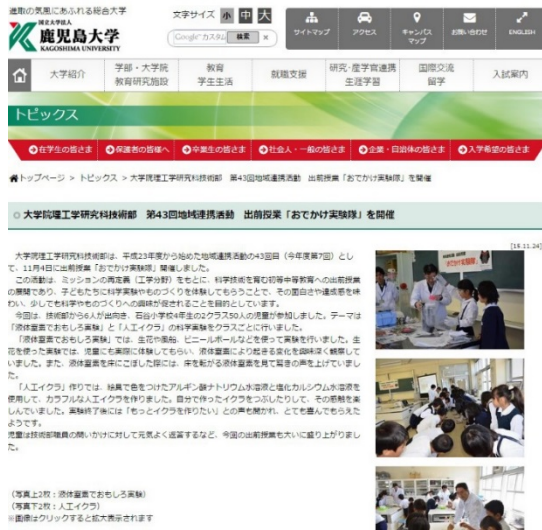 進取の気風にあふれる総合大学
国立大学法人
鹿児島大学
KAGOSHIMA UNIVERSITY
文字サイズ 小 中 大
Google カスタム 検索 ×
サイトマップ
アクセス
キャンパスマップ
お問い合わせ
ENGLISH
大学紹介
学部・大学院 教育研究施設
教育 学生生活
就職支援
研究・産学官連携 生涯学習
国際交流 留学
入試案内
トピックス
在学生の皆さま 保護者の皆様へ 卒業生の皆さま 社会人・一般の皆さま 企業・自治体の皆さま 入学希望の皆さま
トップページ > トピックス > 大学院理工学研究科技術部 第43回地域連携活動 出前授業「おでかけ実験隊」を開催
大学院理工学研究科技術部 第43回地域連携活動 出前授業「おでかけ実験隊」を開催
[15.11.24]
大学院理工学研究科技術部は、平成23年度から始めた地域連携活動の43回目(今年度第7回)とし
て、11月4日に出前授業「おでかけ実験隊」開催しました。
この活動は、ミッションの再定義(工学分野)をもとに、科学技術を育む初等中等教育への出前授業
の展開であり、子どもたちに科学実験やものづくりを体験してもらうことで、その面白さや達成感を味
わい、少しでも科学やものづくりへの興味が促されることを目的としています。
今回は、技術部から6人が出向き、石谷小学校4年生の2クラス50人の児童が参加しました。テーマは
「液体窒素でおもしろ実験」と「人工イクラ」の科学実験をクラスごとに行いました。
「液体窒素でおもしろ実験」では、生花や風船、ビニールボールなどを使って実験を行いました。生
花を使った実験では、児童にも実際に体験してもらい、液体窒素により起きる変化を興味深く観察して
いました。また、液体窒素を床にこぼした際には、床を転がる液体窒素を見て驚きの声を上げていまし
た。
「人工イクラ」作りでは、絵具で色をつけたアルギン酸ナトリウム水溶液と塩化カルシウム水溶液を
使用して、カラフルな人工イクラを作りました。自分で作ったイクラをつぶしたりして、その感触を楽
しんでいました。実験終了後には「もっとイクラを作りたい」との声も聞かれ、とても喜んでもらえた
ようです。
児童は技術部職員の問いかけに対して元気よく返答するなど、今回の出前授業も大いに盛り上がりまし
た。
(写真上2枚:液体窒素でおもしろ実験)
(写真下2枚:人工イクラ)
※画像はクリックすると拡大表示されます